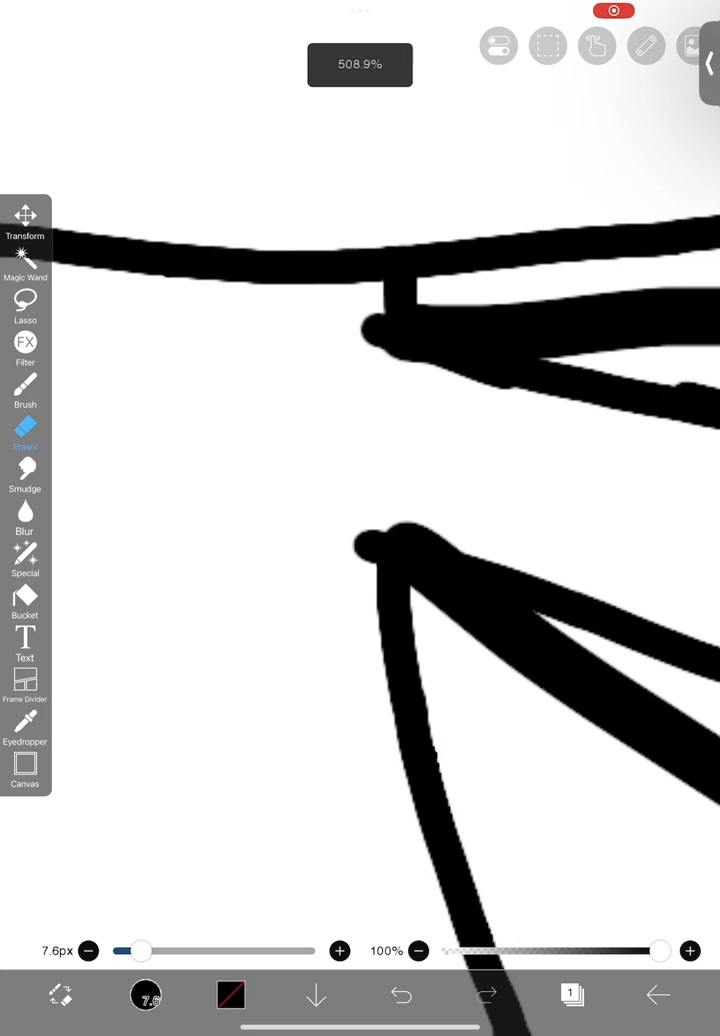 508.9%
Transform
Magic Wand
Lasso
FX
Filter
Brush
Eraser
Smudge
Blur
Special
Bucket
T
Text
Frame Divider
Eyedropper
Canvas
7.6px
100%
7.6
1